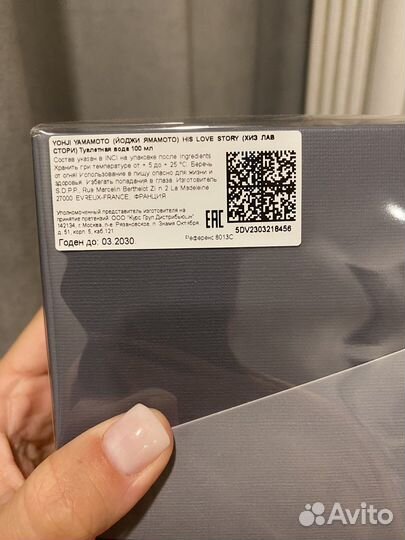 YOHJI YAMAMOTO (ЙОДЖИ ЯМАМОТО) HIS LOVE STORY (ХИЗ ЛАВ
СТОРИ) Туалетная вода 100 мл
Состав указан в INCI на упаковке после Ingredients
Хранить при температуре от + 5 до + 25 °C. Беречь
от огня! Использование в пищу опасно для жизни и
здоровья. Избегать попадания в глаза. Изготовитель
S.D.P.P., Rue Marcelin Berthelot Zi n 2 La Madeleine
27000 EVREUX-FRANCE, ФРАНЦИЯ
Уполномоченный представитель изготовителя на
принятие претензий: ООО "Курс Груп Дистрибьюшн"
142134, г. Москва, п-е. Рязановское, п. Знамя Октября
д. 31, корп. 5, каб.121
Годен до: 03.2030.
EAC
5DV2303218456
Референс 8013C
Avito